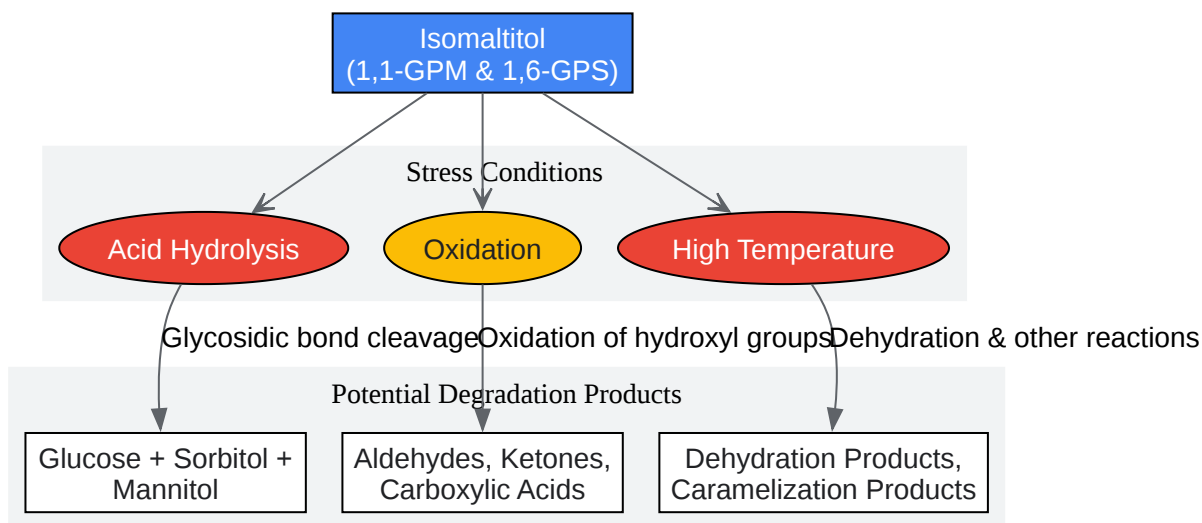 Isomaltitol
(1,1-GPM & 1,6-GPS)
Stress Conditions
Acid Hydrolysis
Oxidation
High Temperature
Glycosidic bond cleavage
Oxidation of hydroxyl groups
Dehydration & other reactions
Potential Degradation Products
Glucose + Sorbitol +
Mannitol
Aldehydes, Ketones,
Carboxylic Acids
Dehydration Products,
Caramelization Products